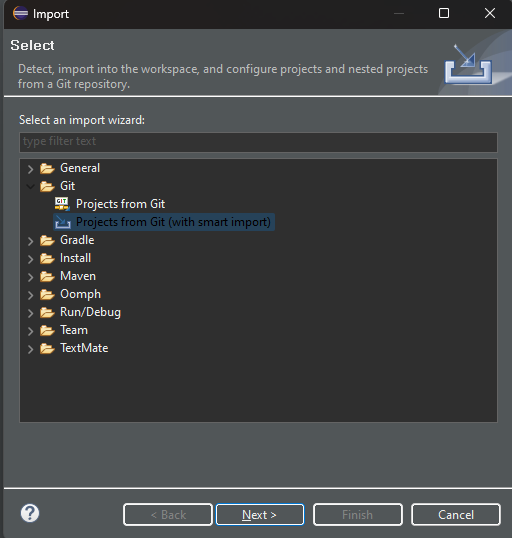 Import
Select
Detect, import into the workspace, and configure projects and nested projects
from a Git repository.
Select an import wizard:
type filter text
General
Git
GIT
Projects from Git
Projects from Git (with smart import)
Gradle
Install
Maven
Oomph
Run/Debug
Team
TextMate
?
< Back
Next >
Finish
Cancel